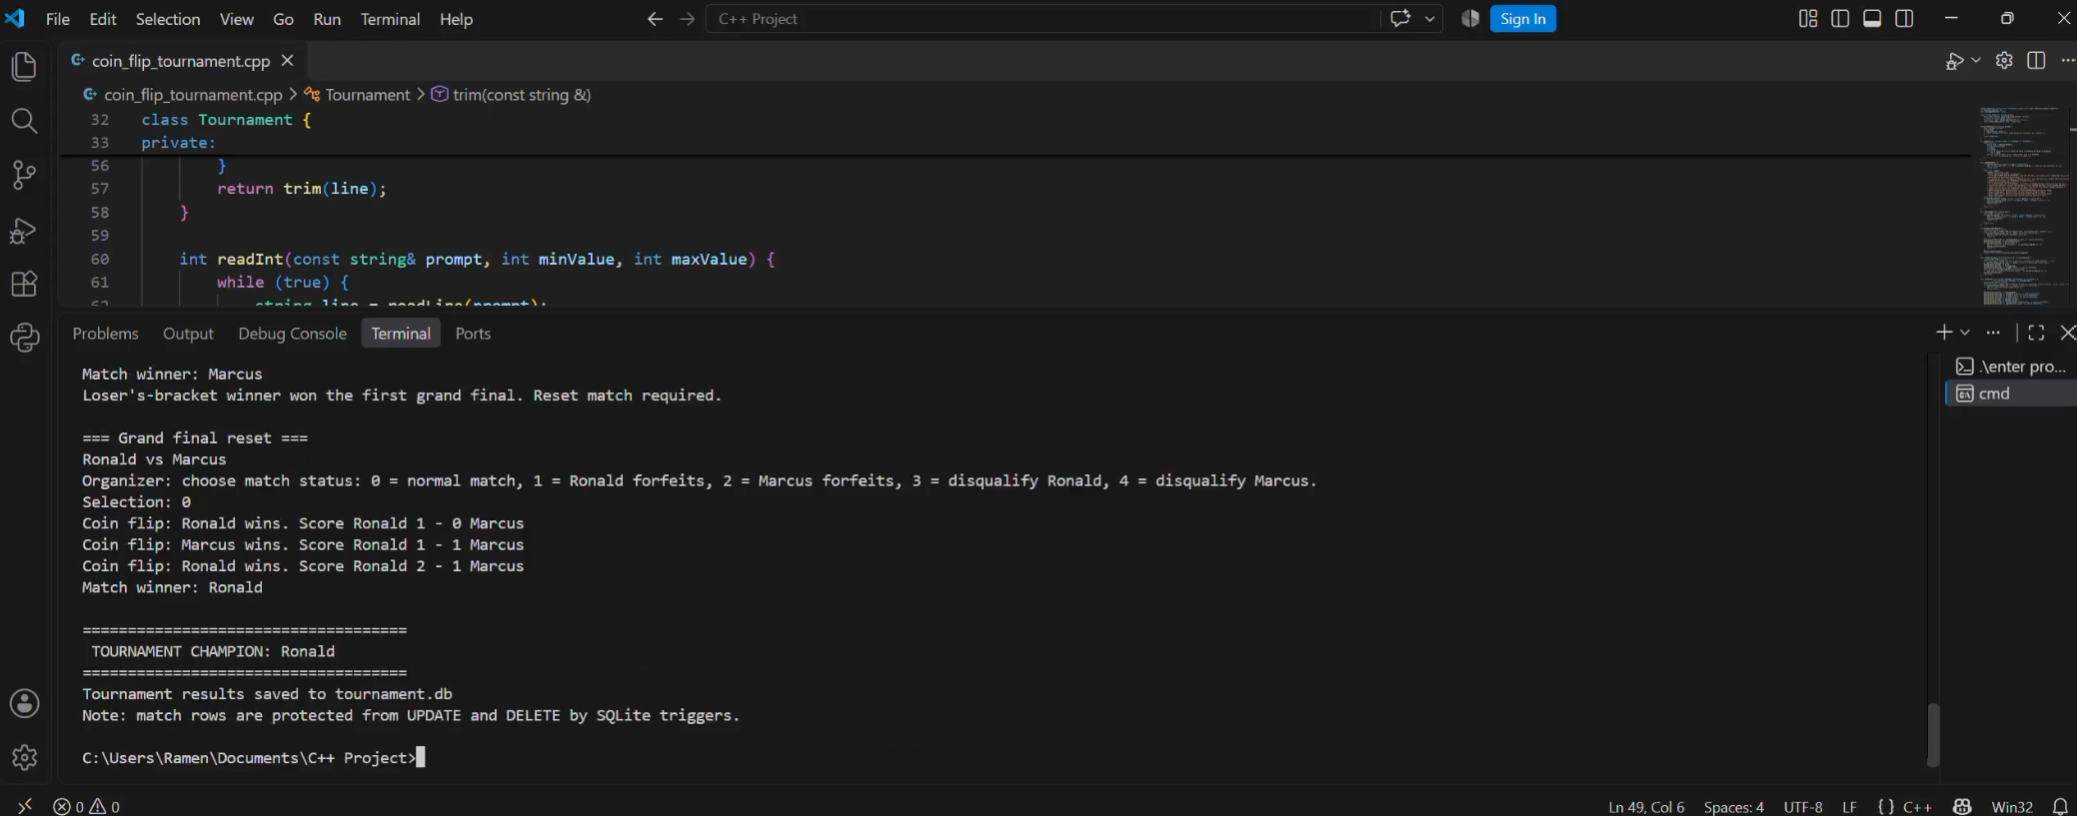 File Edit Selection View Go Run Terminal Help
C++ Project
Sign In
coin_flip_tournament.cpp
coin_flip_tournament.cpp > Tournament > trim(const string &)
32 class Tournament {
33 private:
56 }
57 return trim(line);
58 }
59
60 int readInt(const string& prompt, int minValue, int maxValue) {
61 while (true) {
62 string line = readLine(prompt);
Problems Output Debug Console Terminal Ports
Match winner: Marcus
Loser's-bracket winner won the first grand final. Reset match required.
=== Grand final reset ===
Ronald vs Marcus
Organizer: choose match status: 0 = normal match, 1 = Ronald forfeits, 2 = Marcus forfeits, 3 = disqualify Ronald, 4 = disqualify Marcus.
Selection: 0
Coin flip: Ronald wins. Score Ronald 1 - 0 Marcus
Coin flip: Marcus wins. Score Ronald 1 - 1 Marcus
Coin flip: Ronald wins. Score Ronald 2 - 1 Marcus
Match winner: Ronald
====================================
TOURNAMENT CHAMPION: Ronald
====================================
Tournament results saved to tournament.db
Note: match rows are protected from UPDATE and DELETE by SQLite triggers.
C:\Users\Ramen\Documents\C++ Project>
.\enter pro...
cmd
0 0
Ln 49, Col 6 Spaces: 4 UTF-8 LF {} C++ Win32